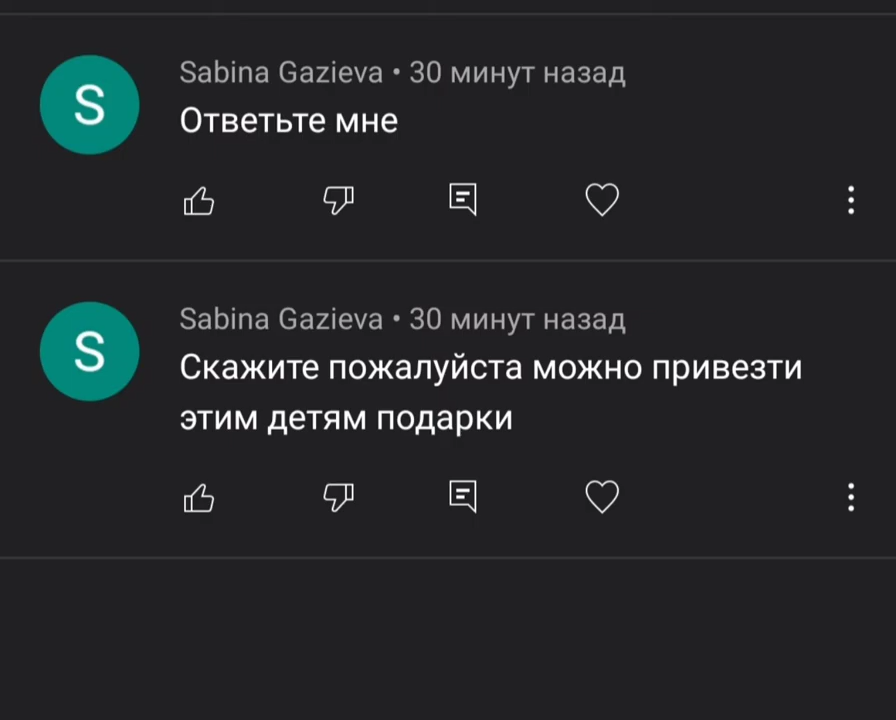 S
Sabina Gazieva • 30 минут назад
Ответьте мне
S
Sabina Gazieva • 30 минут назад
Скажите пожалуйста можно привезти
этим детям подарки